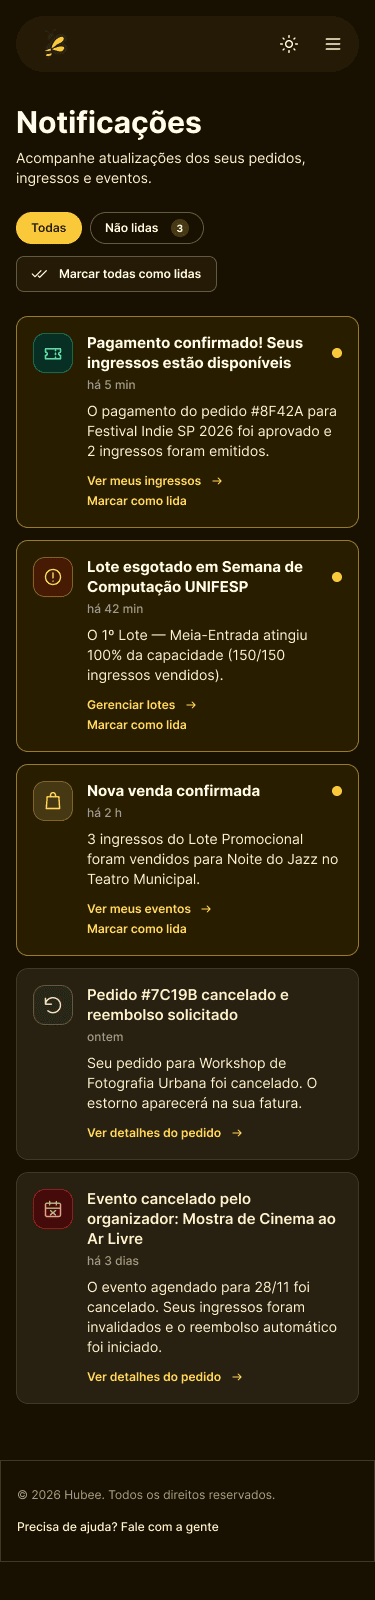 Notificações
Acompanhe atualizações dos seus pedidos,
ingressos e eventos.
Todas
Não lidas 3
Marcar todas como lidas
Pagamento confirmado! Seus
ingressos estão disponíveis
há 5 min
O pagamento do pedido #8F42A para
Festival Indie SP 2026 foi aprovado e
2 ingressos foram emitidos.
Ver meus ingressos →
Marcar como lida
Lote esgotado em Semana de
Computação UNIFESP
há 42 min
O 1º Lote — Meia-Entrada atingiu
100% da capacidade (150/150
ingressos vendidos).
Gerenciar lotes →
Marcar como lida
Nova venda confirmada
há 2 h
3 ingressos do Lote Promocional
foram vendidos para Noite do Jazz no
Teatro Municipal.
Ver meus eventos →
Marcar como lida
Pedido #7C19B cancelado e
reembolso solicitado
ontem
Seu pedido para Workshop de
Fotografia Urbana foi cancelado. O
estorno aparecerá na sua fatura.
Ver detalhes do pedido →
Evento cancelado pelo
organizador: Mostra de Cinema ao
Ar Livre
há 3 dias
O evento agendado para 28/11 foi
cancelado. Seus ingressos foram
invalidados e o reembolso automático
foi iniciado.
Ver detalhes do pedido →
© 2026 Hubee. Todos os direitos reservados.
Precisa de ajuda? Fale com a gente